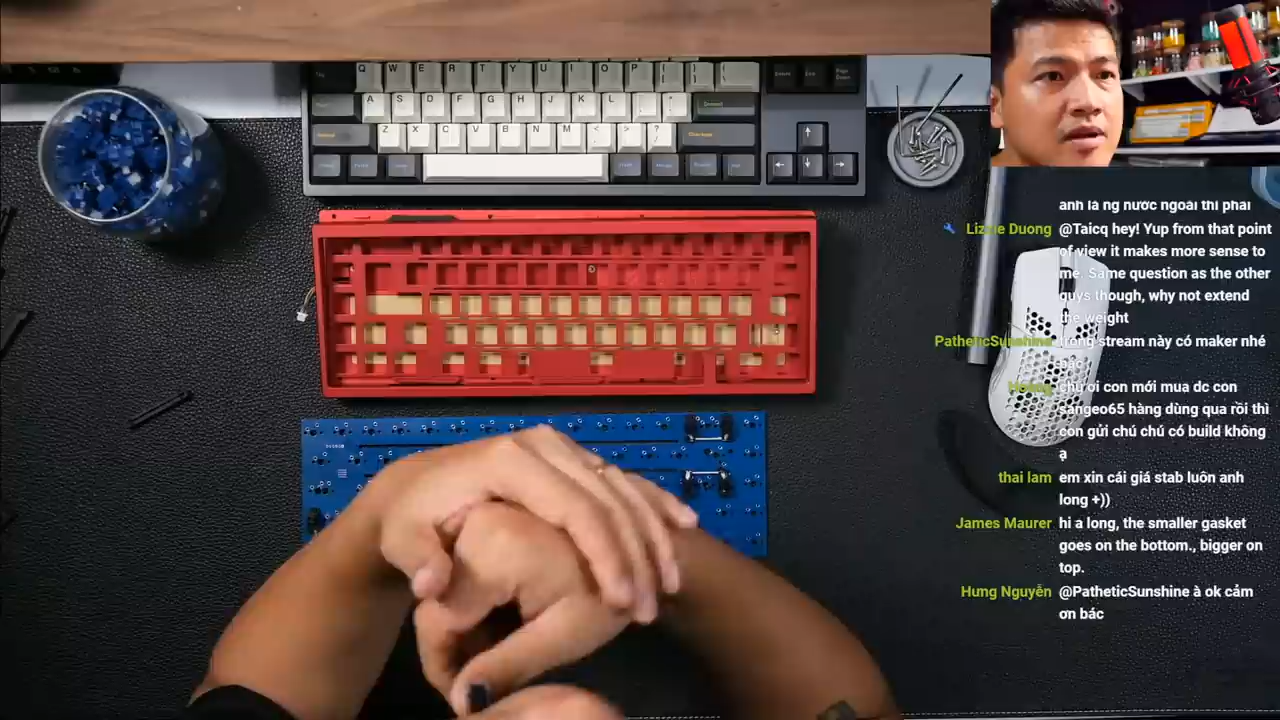 Q W E R T Y U I O P
A S D F G H J K L
Z X C V B N M < > ?
anh là ng nước ngoài thì phải
Lizzie Duong @Taicq hey! Yup from that point
of view it makes more sense to
me. Same question as the other
guys though, why not extend
the weight
PatheticSunshine trong stream này có maker nhé
bác
Hoàng chú ơi con mới mua dc con
sangeo65 hàng dùng qua rồi thì
con gửi chú chú có build không
ạ
thai lam em xin cái giá stab luôn anh
long +))
James Maurer hi a long, the smaller gasket
goes on the bottom., bigger on
top.
Hưng Nguyễn @PatheticSunshine à ok cảm
ơn bác